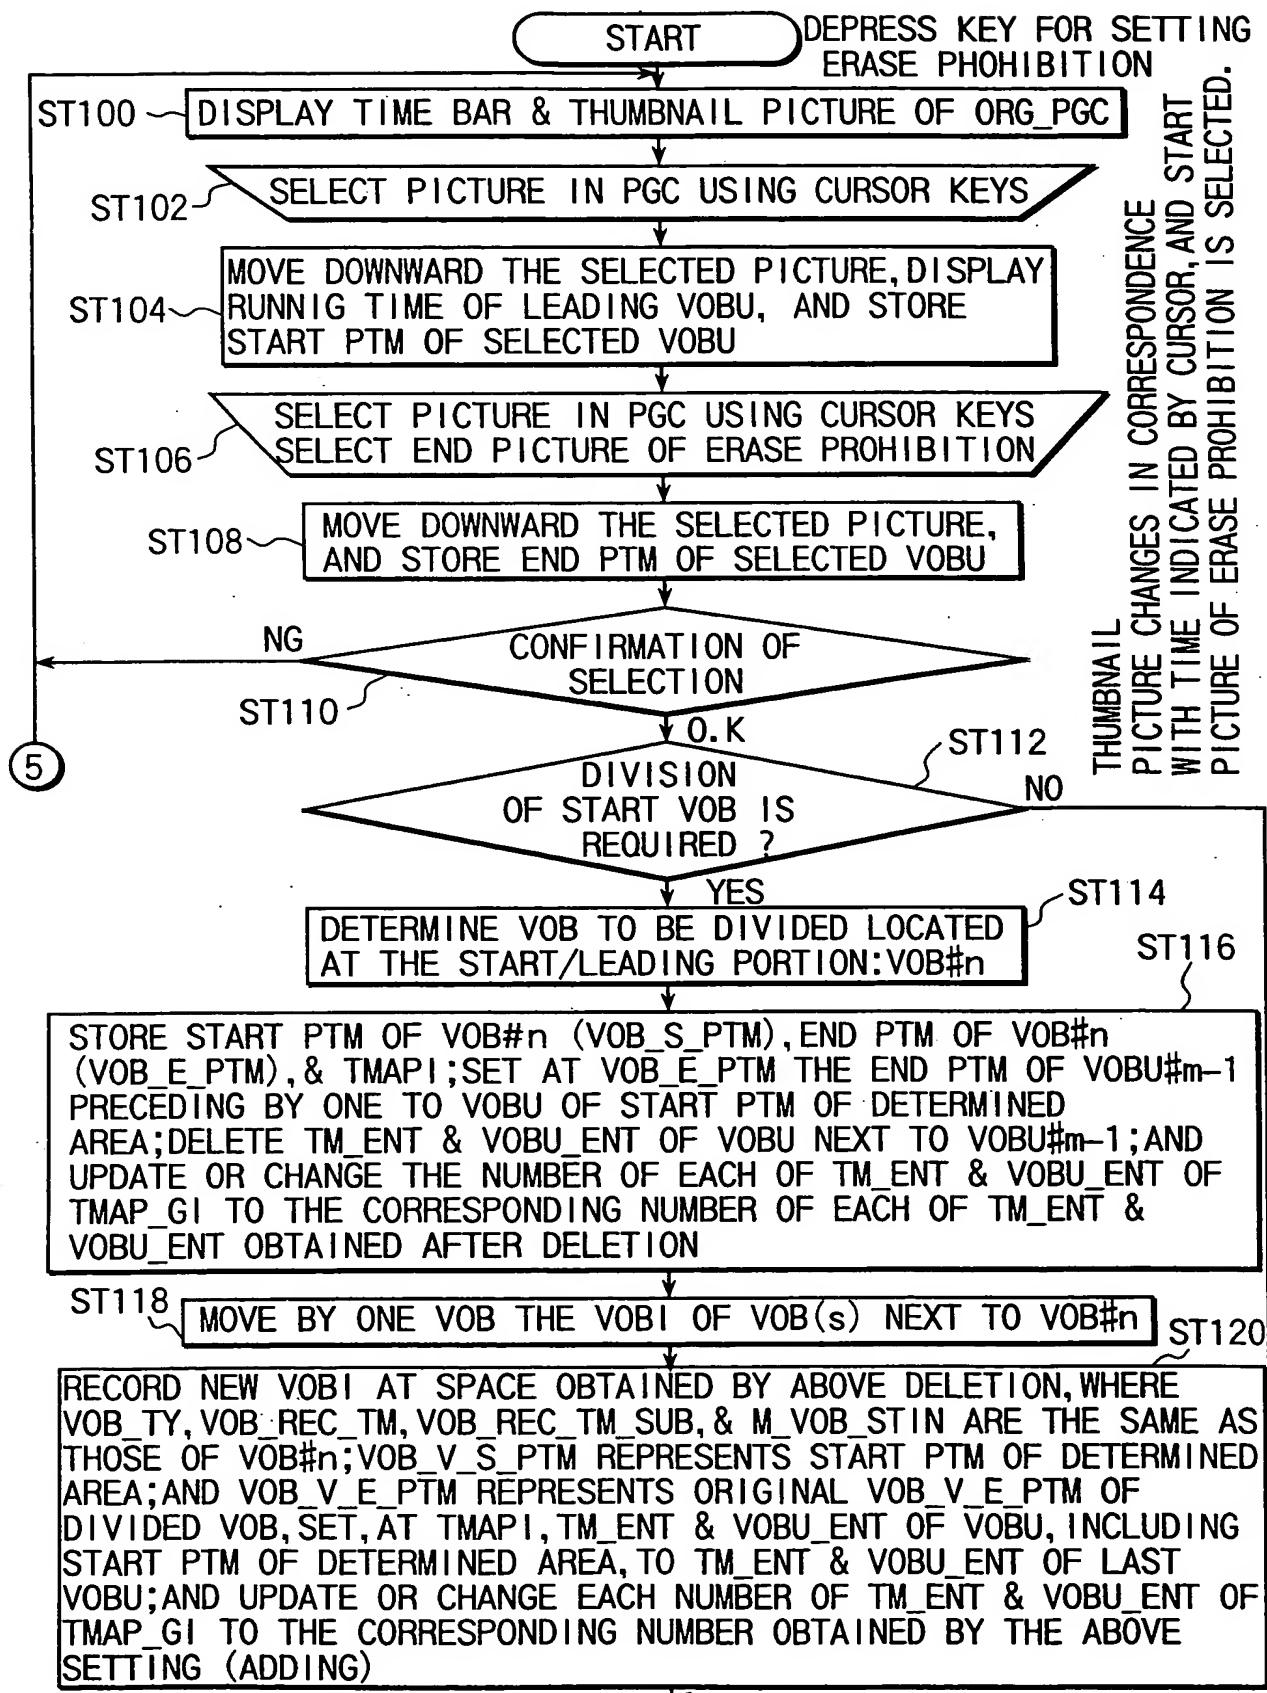 START
DEPRESS KEY FOR SETTING
ERASE PHOHIBITION
ST100
DISPLAY TIME BAR & THUMBNAIL PICTURE OF ORG_PGC
ST102
SELECT PICTURE IN PGC USING CURSOR KEYS
ST104
MOVE DOWNWARD THE SELECTED PICTURE, DISPLAY
RUNNIG TIME OF LEADING VOBU, AND STORE
START PTM OF SELECTED VOBU
ST106
SELECT PICTURE IN PGC USING CURSOR KEYS
SELECT END PICTURE OF ERASE PROHIBITION
ST108
MOVE DOWNWARD THE SELECTED PICTURE,
AND STORE END PTM OF SELECTED VOBU
THUMBNAIL
PICTURE CHANGES IN CORRESPONDENCE
WITH TIME INDICATED BY CURSOR, AND START
PICTURE OF ERASE PROHIBITION IS SELECTED.
NG
CONFIRMATION OF
SELECTION
ST110
O.K
5
ST112
DIVISION
OF START VOB IS
REQUIRED ?
NO
YES
ST114
DETERMINE VOB TO BE DIVIDED LOCATED
AT THE START/LEADING PORTION:VOB#n
ST116
STORE START PTM OF VOB#n (VOB_S_PTM), END PTM OF VOB#n
(VOB_E_PTM), & TMAPI;SET AT VOB_E_PTM THE END PTM OF VOBU#m-1
PRECEDING BY ONE TO VOBU OF START PTM OF DETERMINED
AREA;DELETE TM_ENT & VOBU_ENT OF VOBU NEXT TO VOBU#m-1;AND
UPDATE OR CHANGE THE NUMBER OF EACH OF TM_ENT & VOBU_ENT OF
TMAP_GI TO THE CORRESPONDING NUMBER OF EACH OF TM_ENT &
VOBU_ENT OBTAINED AFTER DELETION
ST118
MOVE BY ONE VOB THE VOBI OF VOB(s) NEXT TO VOB#n
ST120
RECORD NEW VOBI AT SPACE OBTAINED BY ABOVE DELETION, WHERE
VOB_TY, VOB_REC_TM, VOB_REC_TM_SUB, & M_VOB_STIN ARE THE SAME AS
THOSE OF VOB#n;VOB_V_S_PTM REPRESENTS START PTM OF DETERMINED
AREA;AND VOB_V_E_PTM REPRESENTS ORIGINAL VOB_V_E_PTM OF
DIVIDED VOB, SET, AT TMAPI, TM_ENT & VOBU_ENT OF VOBU, INCLUDING
START PTM OF DETERMINED AREA, TO TM_ENT & VOBU_ENT OF LAST
VOBU;AND UPDATE OR CHANGE EACH NUMBER OF TM_ENT & VOBU_ENT OF
TMAP_GI TO THE CORRESPONDING NUMBER OBTAINED BY THE ABOVE
SETTING (ADDING)